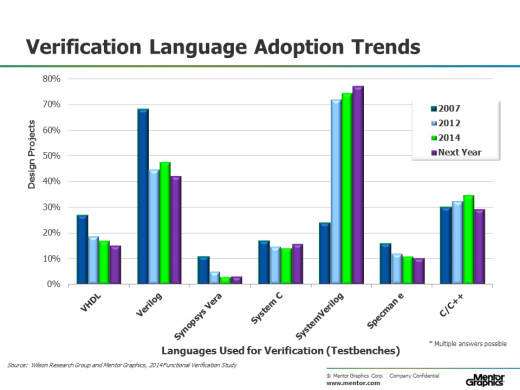 Verification Language Adoption Trends
80%
70%
60%
50%
40%
30%
20%
10%
0%
Design Projects
2007
2012
2014
Next Year
VHDL
Verilog
Synopsys Vera
System C
SystemVerilog
Specman e
C/C++
Languages Used for Verification (Testbenches)
* Multiple answers possible
Source: Wilson Research Group and Mentor Graphics, 2014 Functional Verification Study
© Mentor Graphics Corp. Company Confidential
www.mentor.com
Mentor
Graphics